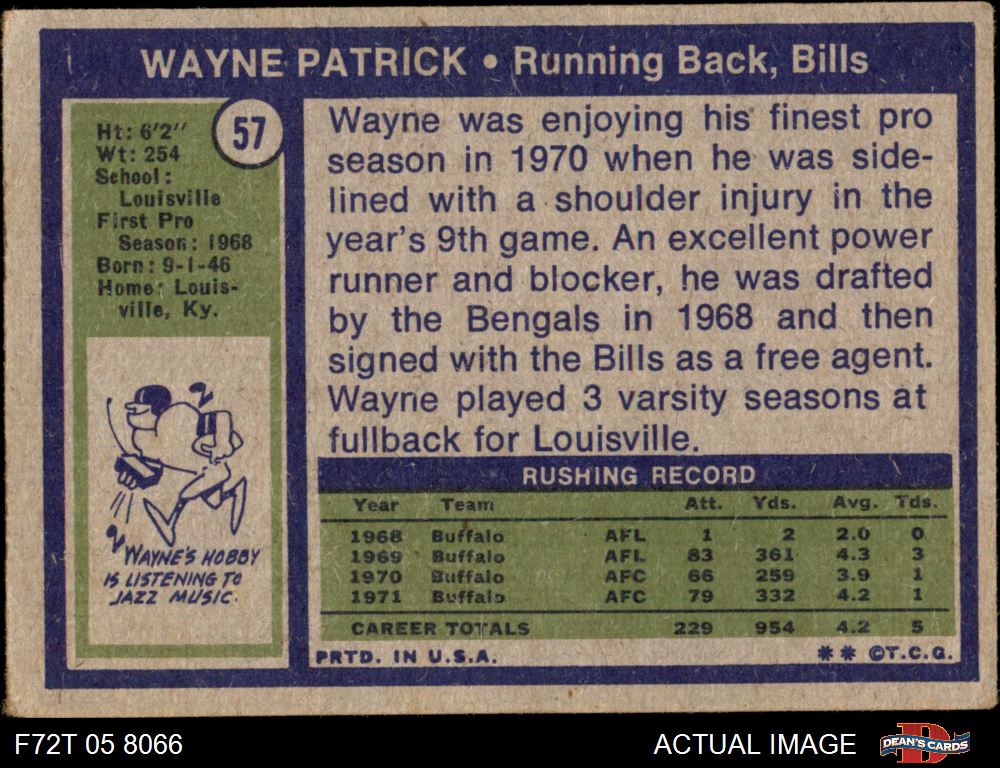 WAYNE PATRICK • Running Back, Bills
57
Ht: 6'2"
Wt: 254
School:
Louisville
First Pro
Season: 1968
Born: 9-1-46
Home: Louis-
ville, Ky.
WAYNE'S HOBBY
IS LISTENING TO
JAZZ MUSIC.
Wayne was enjoying his finest pro
season in 1970 when he was side-
lined with a shoulder injury in the
year's 9th game. An excellent power
runner and blocker, he was drafted
by the Bengals in 1968 and then
signed with the Bills as a free agent.
Wayne played 3 varsity seasons at
fullback for Louisville.
RUSHING RECORD
Year Team Att. Yds. Avg. Tds.
1968 Buffalo AFL 1 2 2.0 0
1969 Buffalo AFL 83 361 4.3 3
1970 Buffalo AFC 66 259 3.9 1
1971 Buffalo AFC 79 332 4.2 1
CAREER TOTALS 229 954 4.2 5
PRTD. IN U.S.A. ** ©T.C.G.
F72T 05 8066 ACTUAL IMAGE DEAN'S CARDS